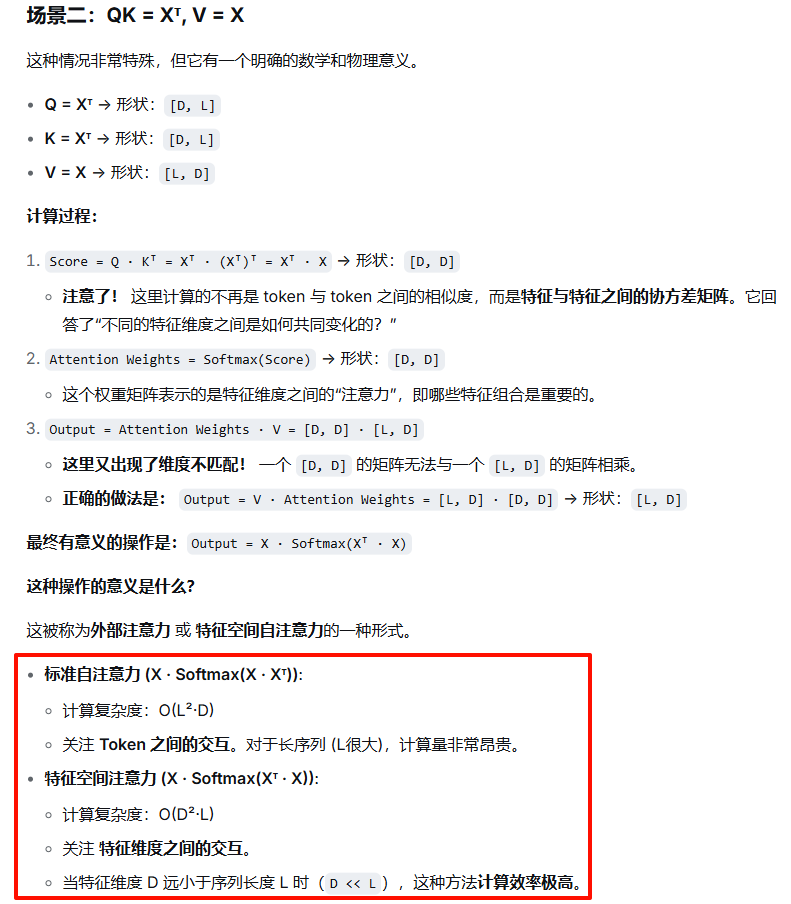 场景二：QK = Xᵀ, V = X
这种情况非常特殊，但它有一个明确的数学和物理意义。
• Q = Xᵀ → 形状： [D, L]
• K = Xᵀ → 形状： [D, L]
• V = X → 形状： [L, D]
计算过程：
1. Score = Q · Kᵀ = Xᵀ · (Xᵀ)ᵀ = Xᵀ · X → 形状： [D, D]
◦ 注意了！ 这里计算的不再是 token 与 token 之间的相似度，而是特征与特征之间的协方差矩阵。它回
答了“不同的特征维度之间是如何共同变化的？”
2. Attention Weights = Softmax(Score) → 形状： [D, D]
◦ 这个权重矩阵表示的是特征维度之间的“注意力”，即哪些特征组合是重要的。
3. Output = Attention Weights · V = [D, D] · [L, D]
◦ 这里又出现了维度不匹配！ 一个 [D, D] 的矩阵无法与一个 [L, D] 的矩阵相乘。
◦ 正确的做法是： Output = V · Attention Weights = [L, D] · [D, D] → 形状： [L, D]
最终有意义的操作是： Output = X · Softmax(Xᵀ · X)
这种操作的意义是什么？
这被称为外部注意力 或 特征空间自注意力的一种形式。
• 标准自注意力 (X · Softmax(X · Xᵀ)):
◦ 计算复杂度：O(L²·D)
◦ 关注 Token 之间的交互。对于长序列 (L很大)，计算量非常昂贵。
• 特征空间注意力 (X · Softmax(Xᵀ · X)):
◦ 计算复杂度：O(D²·L)
◦ 关注 特征维度之间的交互。
◦ 当特征维度 D 远小于序列长度 L 时（ D << L ），这种方法计算效率极高。